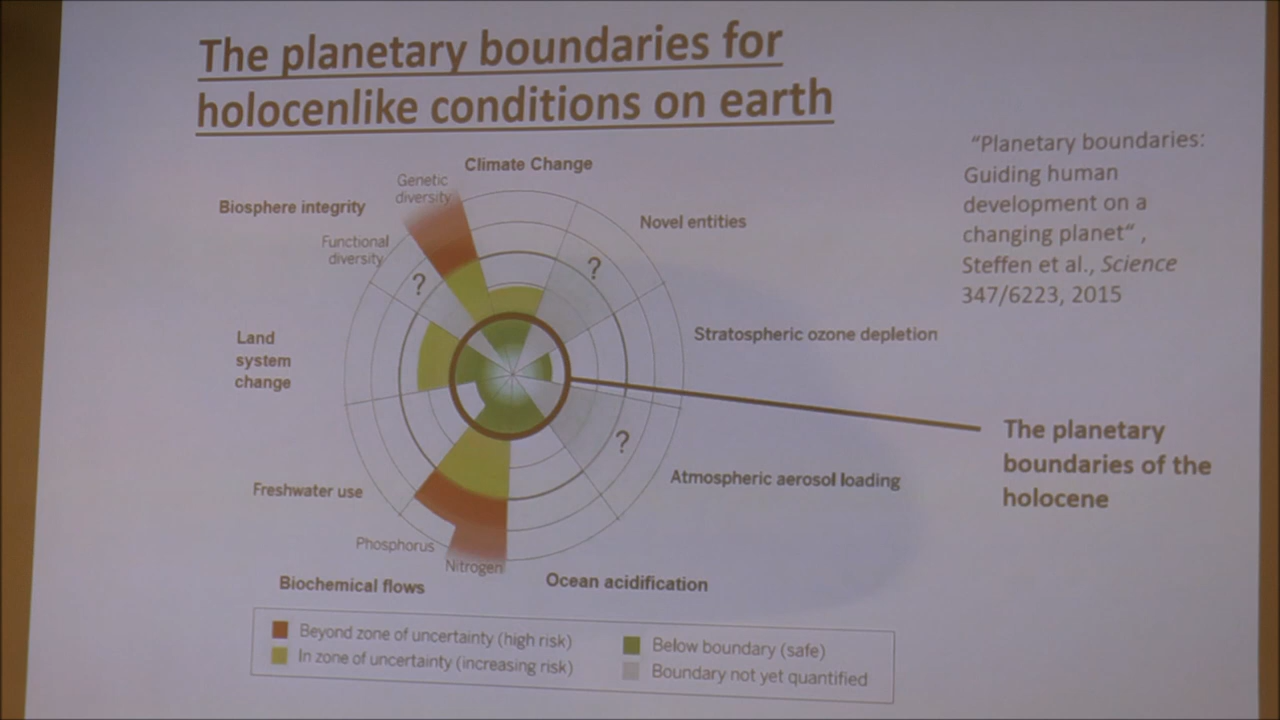 The planetary boundaries for
holocenlike conditions on earth
"Planetary boundaries:
Guiding human
development on a
changing planet" ,
Steffen et al., Science
347/6223, 2015
Climate Change
Genetic
diversity
Biosphere integrity
Novel entities
Functional
diversity
?
?
Land
system
change
Stratospheric ozone depletion
The planetary
boundaries of the
holocene
?
Atmospheric aerosol loading
Freshwater use
Phosphorus
Nitrogen
Biochemical flows
Ocean acidification
Beyond zone of uncertainty (high risk)
In zone of uncertainty (increasing risk)
Below boundary (safe)
Boundary not yet quantified